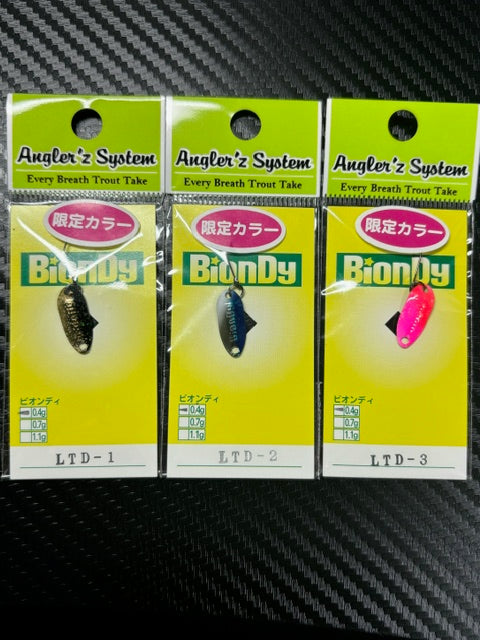 Angler'z System
Every Breath Trout Take
限定カラー
BionDy
ビオンディ
0.4g
0.7g
1.1g
LTD-1
Angler'z System
Every Breath Trout Take
限定カラー
BionDy
ビオンディ
0.4g
0.7g
1.1g
LTD-2
Angler'z System
Every Breath Trout Take
限定カラー
BionDy
ビオンディ
0.4g
0.7g
1.1g
LTD-3